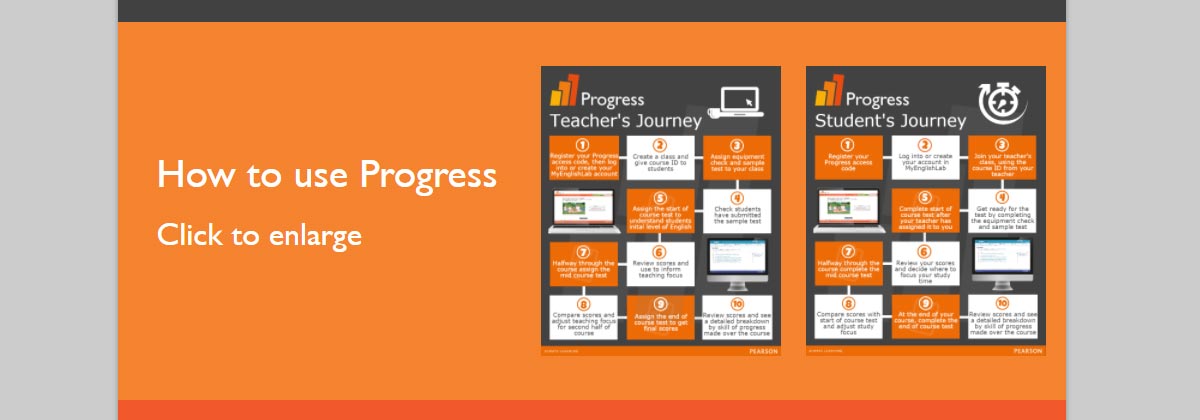 How to use Progress
Click to enlarge
Progress
Teacher's Journey
1
Register your Progress
access code, then log
into or create your
MyEnglishLab account
2
Create a class and
give course ID to
students
3
Assign equipment
check and sample
test to your class
4
Check students
have submitted
the sample test
5
Assign the start of
course test to
understand students
inital level of English
6
Review scores and
use to inform
teaching focus
7
Halfway through the
course assign the
mid course test
8
Compare scores and
adjust teaching focus
for second half of
course
9
Assign the end of
course test to get
final scores
10
Review scores and see
a detailed breakdown
by skill of progress
made over the course
ALWAYS LEARNING
PEARSON
Progress
Student's Journey
1
Register your
Progress access
code
2
Log into or create
your account in
MyEnglishLab
3
Join your teacher's
class, using the
course ID from your
teacher
4
Get ready for the
test by completing
the equipment check
and sample test
5
Complete start of
course test after
your teacher has
assigned it to you
6
Review your scores
and decide where to
focus your study
time
7
Halfway through the
course complete the
mid course test
8
Compare scores with
start of course test
and adjust study
focus
9
At the end of your
course, complete the
end of course test
10
Review scores and see
a detailed breakdown
by skill of progress
made over the course
ALWAYS LEARNING
PEARSON